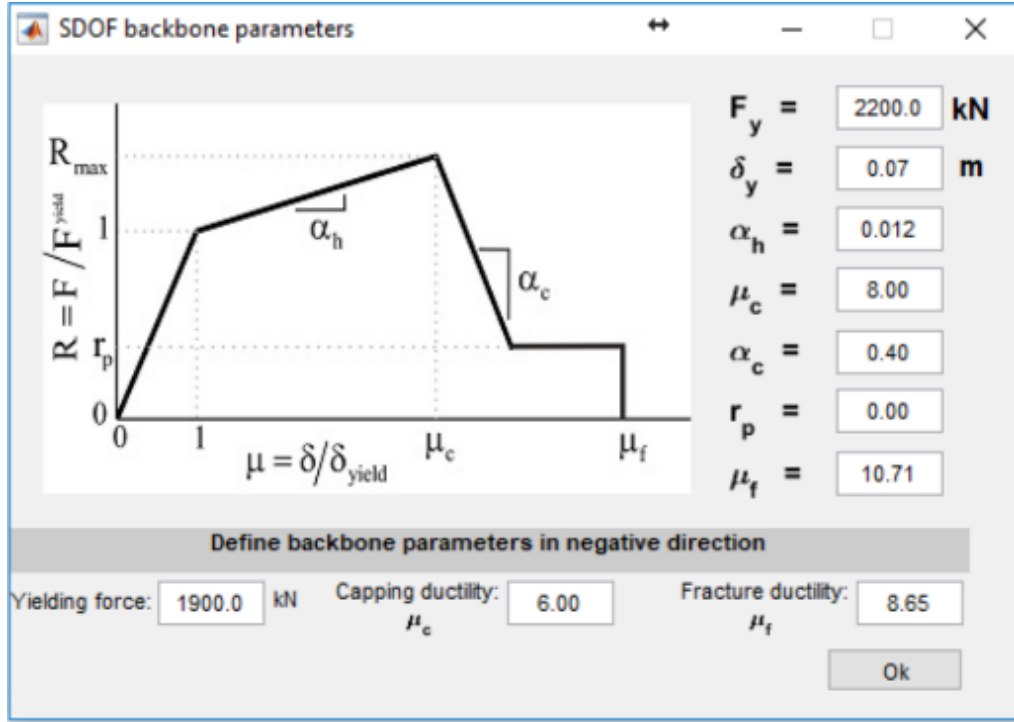 SDOF backbone parameters
R = F / F^yield
R_max
1
r_p
0
α_h
α_c
0 1 μ_c μ_f
μ = δ/δ_yield
F_y = 2200.0 kN
δ_y = 0.07 m
α_h = 0.012
μ_c = 8.00
α_c = 0.40
r_p = 0.00
μ_f = 10.71
Define backbone parameters in negative direction
Yielding force: 1900.0 kN Capping ductility: μ_c 6.00 Fracture ductility: μ_f 8.65
Ok